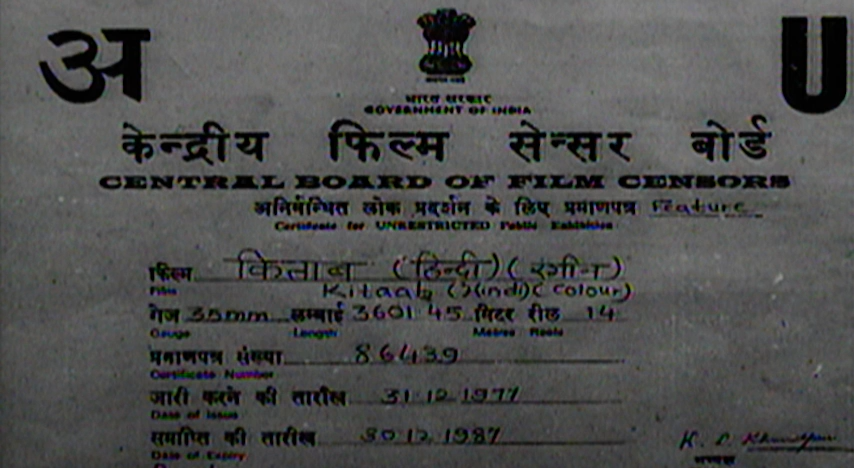 अ U
भारत सरकार
GOVERNMENT OF INDIA
केन्द्रीय फिल्म सेन्सर बोर्ड
CENTRAL BOARD OF FILM CENSORS
अनिर्बन्धित लोक प्रदर्शन के लिए प्रमाणपत्र Feature
Certificate for UNRESTRICTED Public Exhibition
फिल्म किताब (हिन्दी) (रंगीन)
Film Kitaab (Hindi) (Colour)
गेज 35mm लम्बाई 3601.45 मिटर रील 14
Gauge Length Metres Reels
प्रमाणपत्र संख्या 86439
Certificate Number
जारी करने की तारीख 31.12.1977
Date of Issue
समाप्ति की तारीख 30.12.1987
Date of Expiry
K. L.